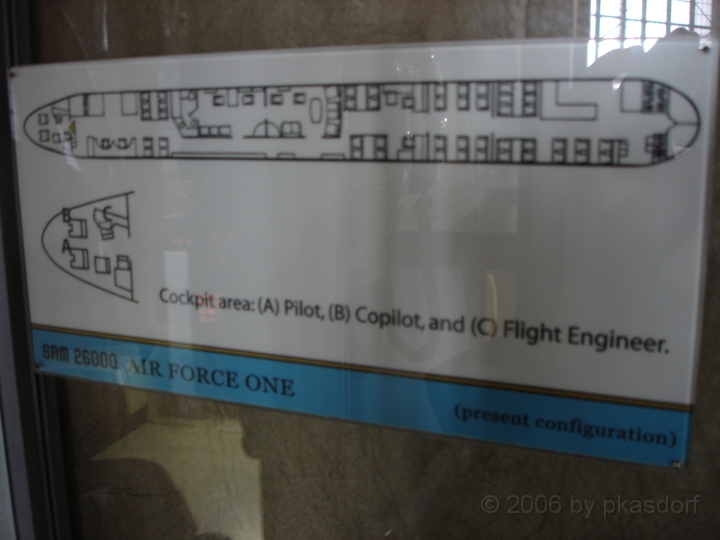 B
C
A
Cockpit area: (A) Pilot, (B) Copilot, and (C) Flight Engineer.
SAM 26000 AIR FORCE ONE
(present configuration)
© 2006 by pkasdorf